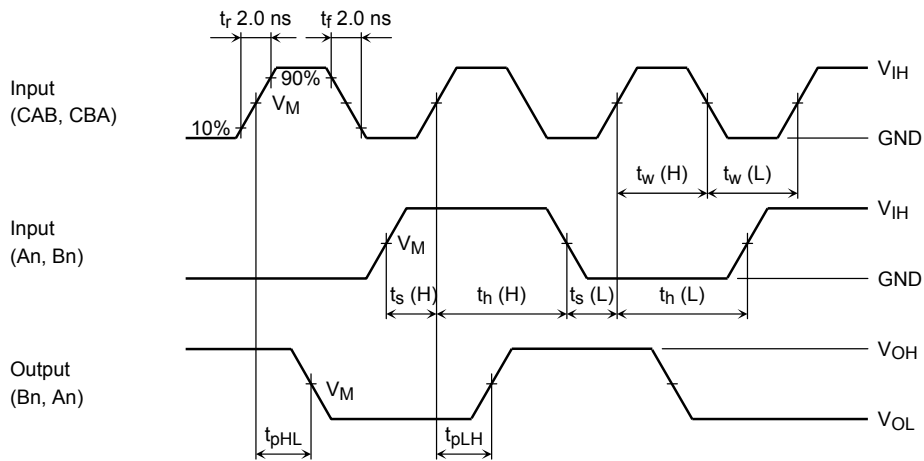 tr 2.0 ns tf 2.0 ns
Input
(CAB, CBA)
90%
VM
10%
VIH
GND
tw (H) tw (L)
Input
(An, Bn)
VM
VIH
GND
ts (H) th (H) ts (L) th (L)
Output
(Bn, An)
VM
VOH
VOL
tpHL tpLH